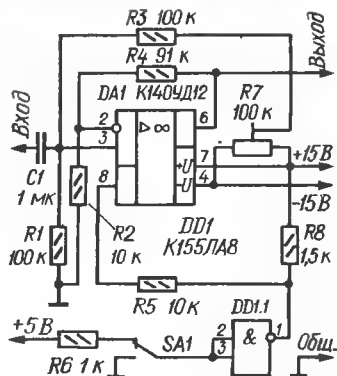 R3 100 к
R4 91 к
DA1 К140УД12
Выход
Вход
R7
100 к
2
3
8
▷ ∞
6
7
4
+U
-U
+15 В
-15 В
C1
1 мк
R1
100 к
R2
10 к
DD1
К155ЛА8
R8
1,5 к
R5 10 к
DD1.1
+5 В
R6 1 к
SA1
2
3
&
1
Общ.